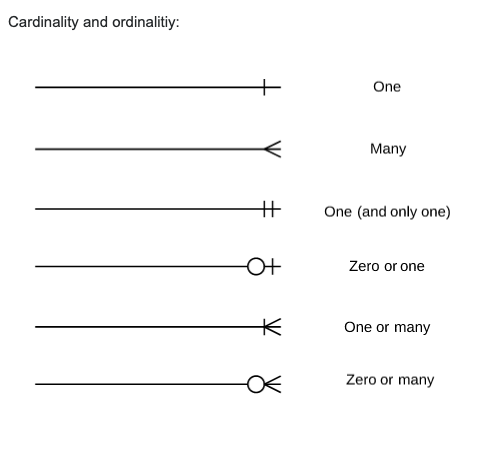 Cardinality and ordinalitiy:
One
Many
One (and only one)
Zero or one
One or many
Zero or many